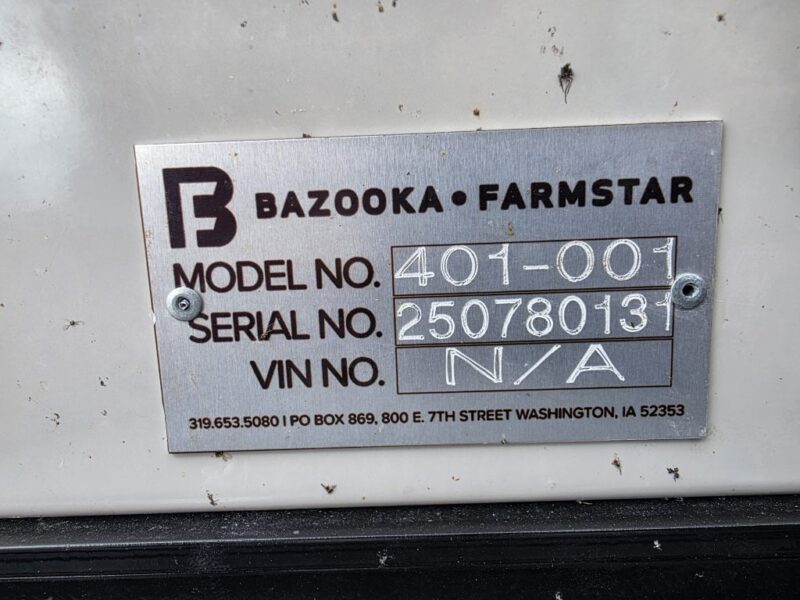 B BAZOOKA • FARMSTAR
MODEL NO. 401-001
SERIAL NO. 250780131
VIN NO. N/A
319.653.5080 | PO BOX 869, 800 E. 7TH STREET WASHINGTON, IA 52353